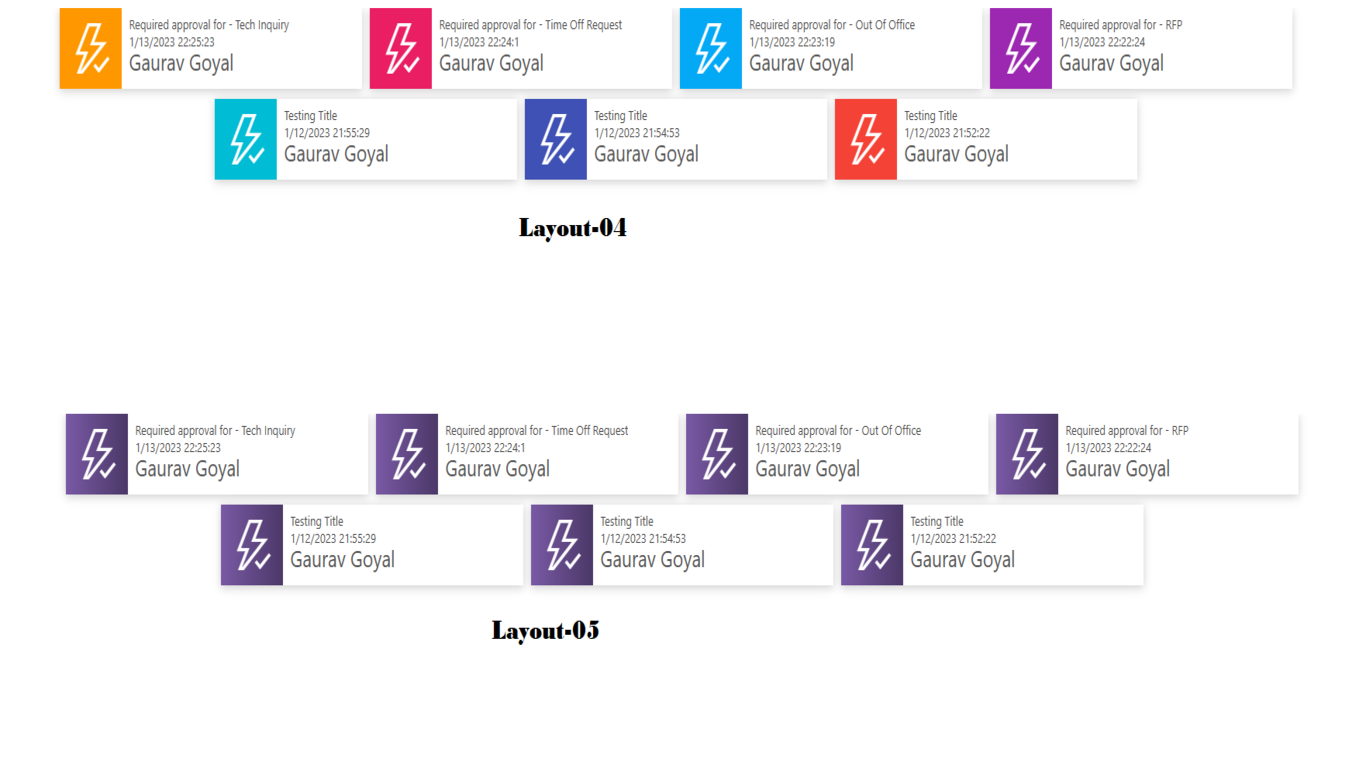 Required approval for - Tech Inquiry
1/13/2023 22:25:23
Gaurav Goyal
Required approval for - Time Off Request
1/13/2023 22:24:1
Gaurav Goyal
Required approval for - Out Of Office
1/13/2023 22:23:19
Gaurav Goyal
Required approval for - RFP
1/13/2023 22:22:24
Gaurav Goyal
Testing Title
1/12/2023 21:55:29
Gaurav Goyal
Testing Title
1/12/2023 21:54:53
Gaurav Goyal
Testing Title
1/12/2023 21:52:22
Gaurav Goyal
Layout-04
Required approval for - Tech Inquiry
1/13/2023 22:25:23
Gaurav Goyal
Required approval for - Time Off Request
1/13/2023 22:24:1
Gaurav Goyal
Required approval for - Out Of Office
1/13/2023 22:23:19
Gaurav Goyal
Required approval for - RFP
1/13/2023 22:22:24
Gaurav Goyal
Testing Title
1/12/2023 21:55:29
Gaurav Goyal
Testing Title
1/12/2023 21:54:53
Gaurav Goyal
Testing Title
1/12/2023 21:52:22
Gaurav Goyal
Layout-05